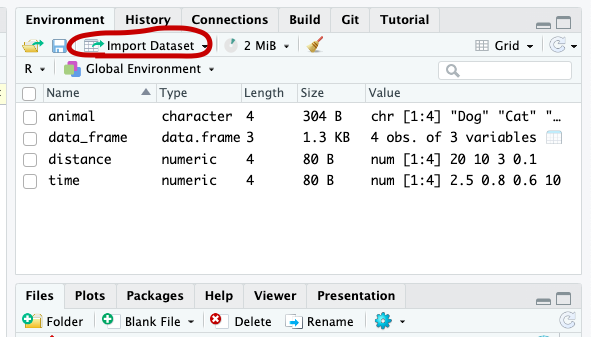 Environment History Connections Build Git Tutorial
Import Dataset 2 MiB Grid
R Global Environment
Name Type Length Size Value
animal character 4 304 B chr [1:4] "Dog" "Cat" "…
data_frame data.frame 3 1.3 KB 4 obs. of 3 variables
distance numeric 4 80 B num [1:4] 20 10 3 0.1
time numeric 4 80 B num [1:4] 2.5 0.8 0.6 10
Files Plots Packages Help Viewer Presentation
Folder Blank File Delete Rename